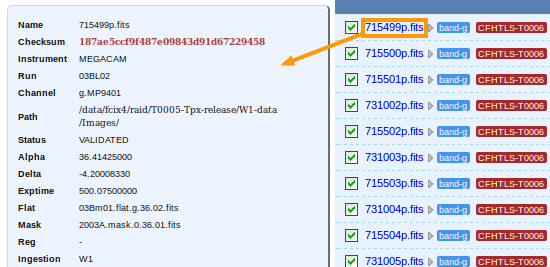 Name 715499p.fits
Checksum 187ae5ccf9f487e09843d91d67229458
Instrument MEGACAM
Run 03BL02
Channel g.MP9401
Path /data/fcix4/raid/T0005-Tpx-release/W1-data
/Images/
Status VALIDATED
Alpha 36.41425000
Delta -4.20008330
Exptime 500.07500000
Flat 03Bm01.flat.g.36.02.fits
Mask 2003A.mask.0.36.01.fits
Reg -
Ingestion W1
715499p.fits band-g CFHTLS-T0006
715500p.fits band-g CFHTLS-T0006
715501p.fits band-g CFHTLS-T0006
731002p.fits band-g CFHTLS-T0006
715502p.fits band-g CFHTLS-T0006
731003p.fits band-g CFHTLS-T0006
715503p.fits band-g CFHTLS-T0006
731004p.fits band-g CFHTLS-T0006
715504p.fits band-g CFHTLS-T0006
731005p.fits band-g CFHTLS-T0006